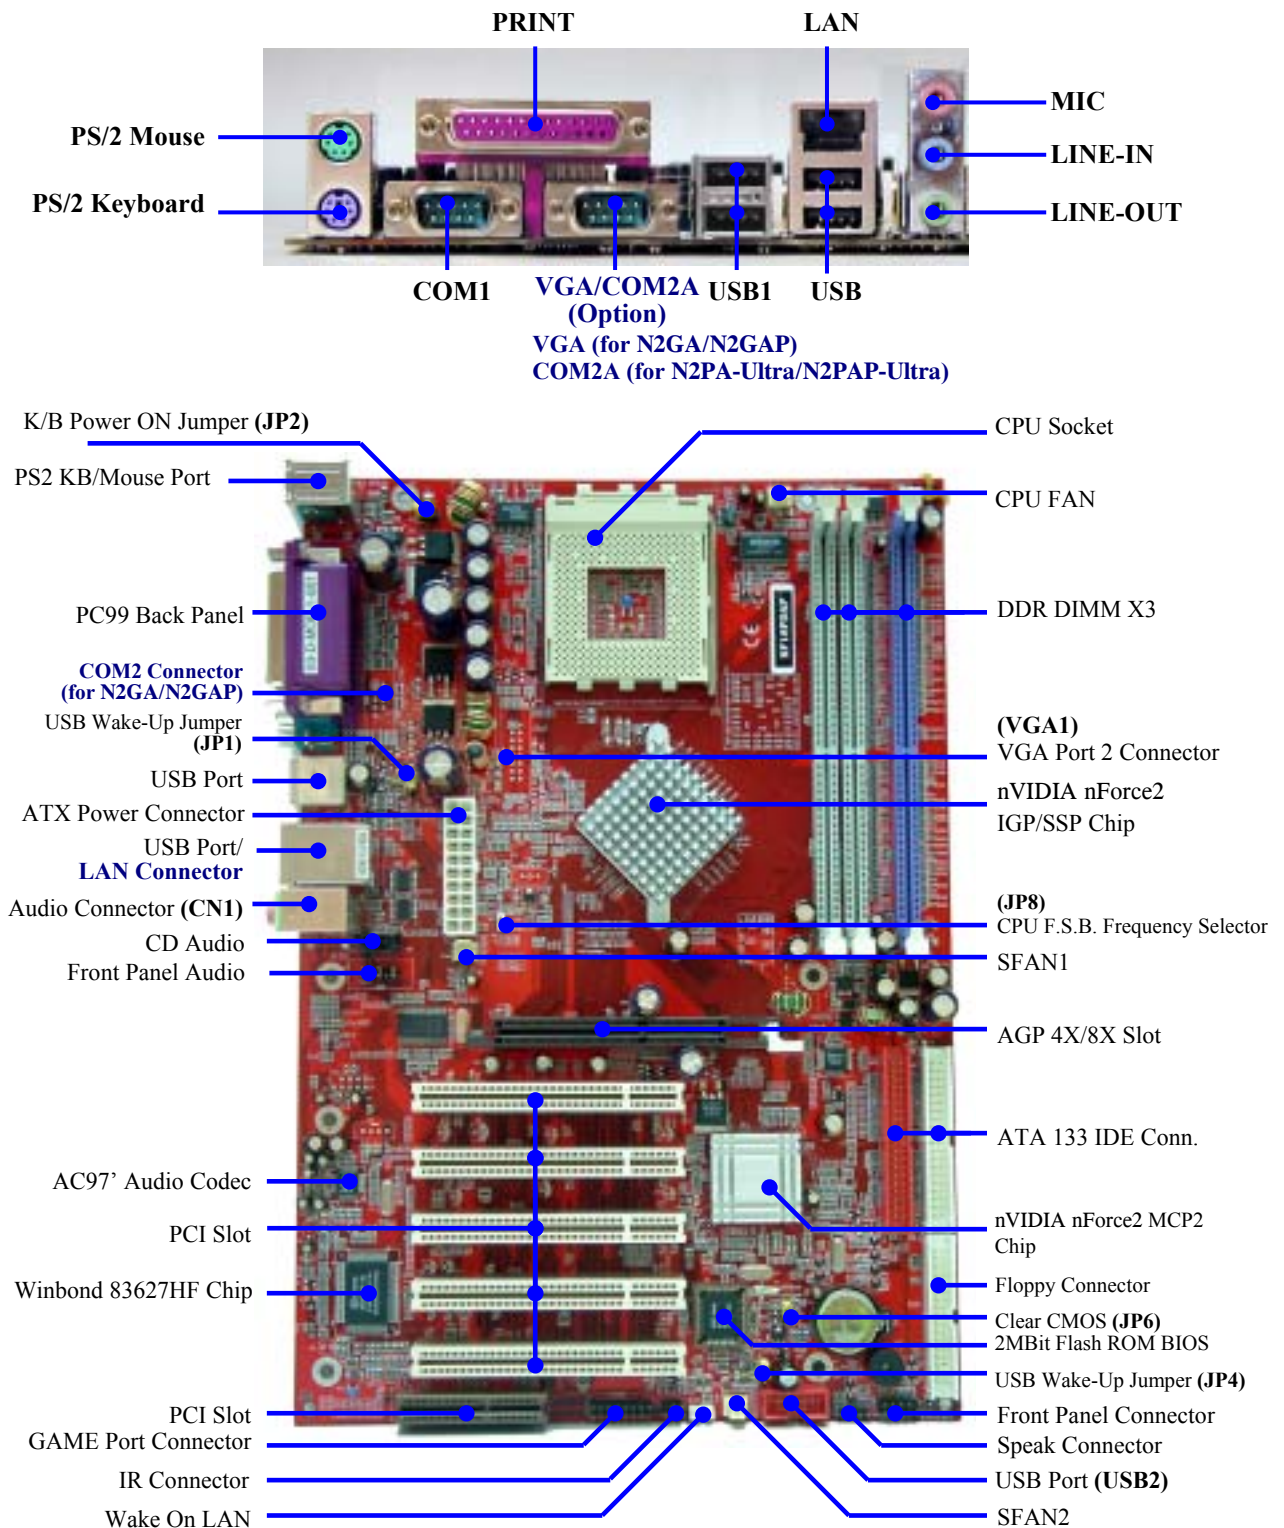 PRINT
LAN
MIC
PS/2 Mouse
LINE-IN
PS/2 Keyboard
LINE-OUT
COM1
VGA/COM2A
(Option)
USB1
USB
VGA (for N2GA/N2GAP)
COM2A (for N2PA-Ultra/N2PAP-Ultra)
K/B Power ON Jumper (JP2)
CPU Socket
PS2 KB/Mouse Port
CPU FAN
PC99 Back Panel
DDR DIMM X3
COM2 Connector
(for N2GA/N2GAP)
USB Wake-Up Jumper
(JP1)
(VGA1)
VGA Port 2 Connector
USB Port
nVIDIA nForce2
IGP/SSP Chip
ATX Power Connector
USB Port/
LAN Connector
Audio Connector (CN1)
(JP8)
CPU F.S.B. Frequency Selector
CD Audio
SFAN1
Front Panel Audio
AGP 4X/8X Slot
ATA 133 IDE Conn.
AC97’ Audio Codec
PCI Slot
nVIDIA nForce2 MCP2
Chip
Winbond 83627HF Chip
Floppy Connector
Clear CMOS (JP6)
2MBit Flash ROM BIOS
USB Wake-Up Jumper (JP4)
PCI Slot
Front Panel Connector
GAME Port Connector
Speak Connector
IR Connector
USB Port (USB2)
Wake On LAN
SFAN2
CE